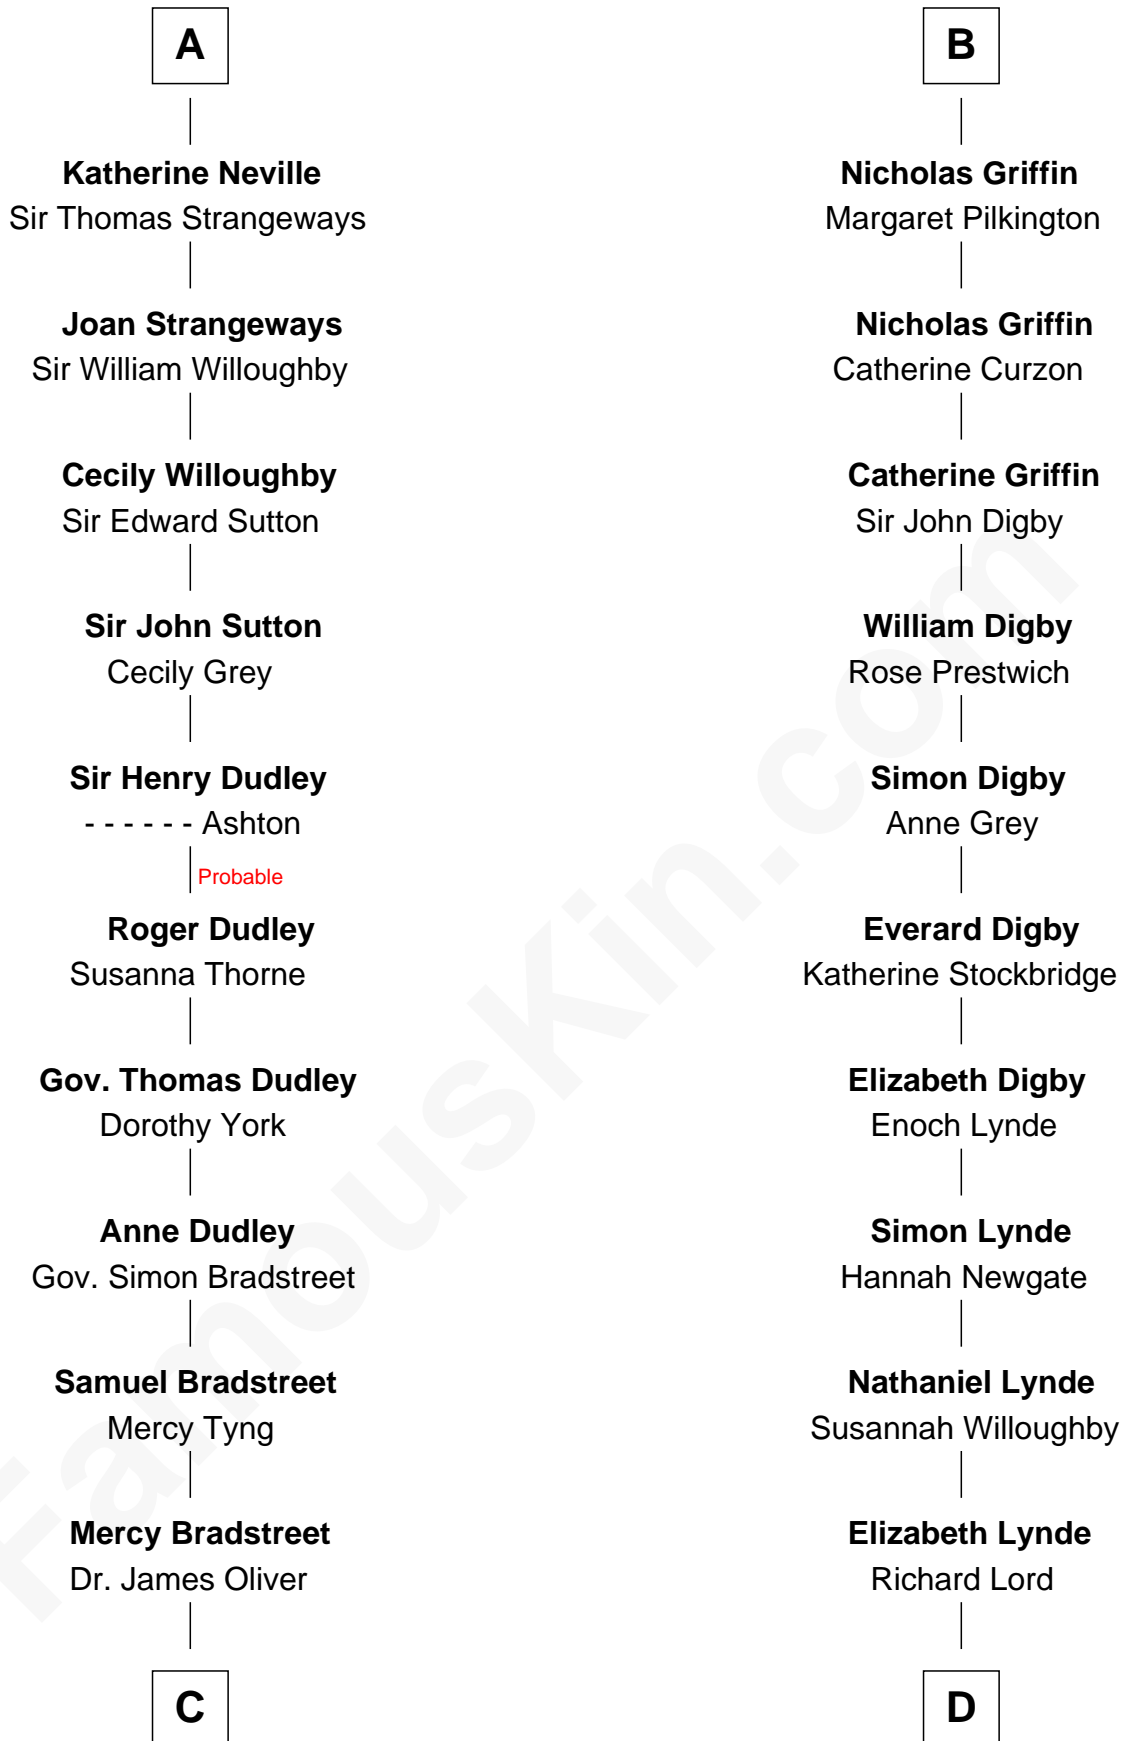 A
Katherine Neville
Sir Thomas Strangeways
Joan Strangeways
Sir William Willoughby
Cecily Willoughby
Sir Edward Sutton
Sir John Sutton
Cecily Grey
Sir Henry Dudley
- - - - - - Ashton
Probable
Roger Dudley
Susanna Thorne
Gov. Thomas Dudley
Dorothy York
Anne Dudley
Gov. Simon Bradstreet
Samuel Bradstreet
Mercy Tyng
Mercy Bradstreet
Dr. James Oliver
C
B
Nicholas Griffin
Margaret Pilkington
Nicholas Griffin
Catherine Curzon
Catherine Griffin
Sir John Digby
William Digby
Rose Prestwich
Simon Digby
Anne Grey
Everard Digby
Katherine Stockbridge
Elizabeth Digby
Enoch Lynde
Simon Lynde
Hannah Newgate
Nathaniel Lynde
Susannah Willoughby
Elizabeth Lynde
Richard Lord
D
FamousKin.com